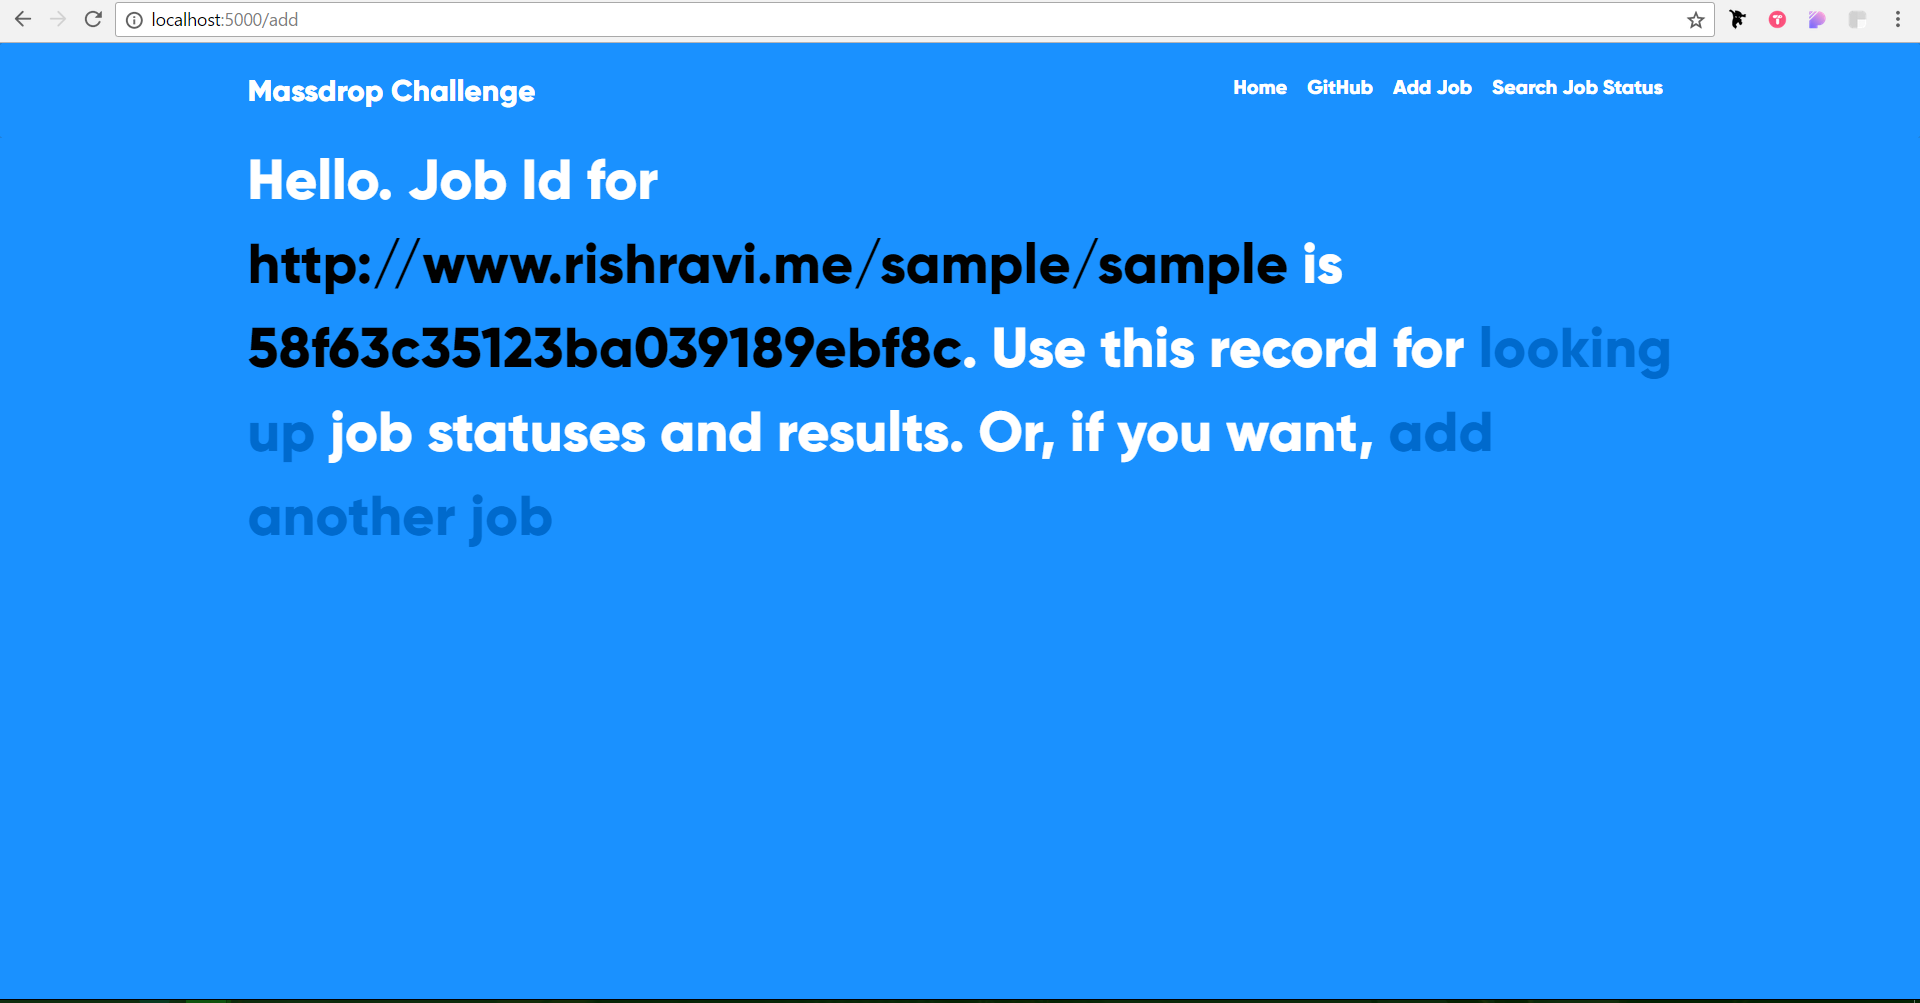 localhost:5000/add
Massdrop Challenge
Home GitHub Add Job Search Job Status
Hello. Job Id for
http://www.rishravi.me/sample/sample is
58f63c35123ba039189ebf8c. Use this record for looking
up job statuses and results. Or, if you want, add
another job